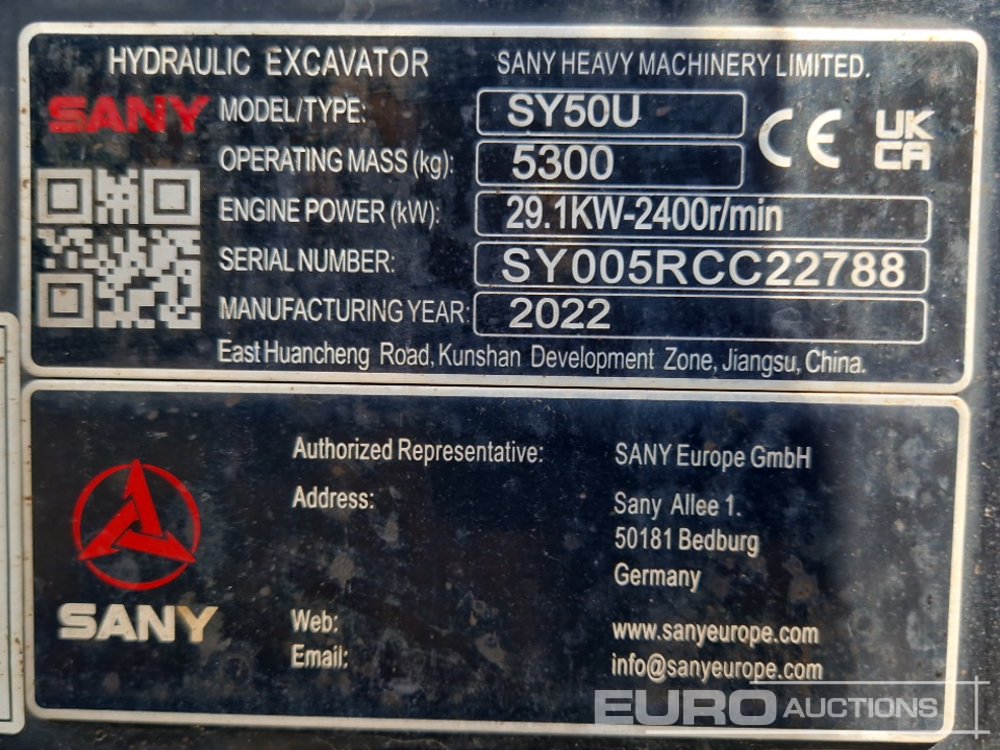 HYDRAULIC EXCAVATOR SANY HEAVY MACHINERY LIMITED.
SANY MODEL/TYPE: SY50U CE UK CA
OPERATING MASS (kg): 5300
ENGINE POWER (kW): 29.1KW-2400r/min
SERIAL NUMBER: SY005RCC22788
MANUFACTURING YEAR: 2022
East Huancheng Road, Kunshan Development Zone, Jiangsu, China.
Authorized Representative: SANY Europe GmbH
Address: Sany Allee 1.
50181 Bedburg
Germany
SANY
Web: www.sanyeurope.com
Email: info@sanyeurope.com
EURO AUCTIONS